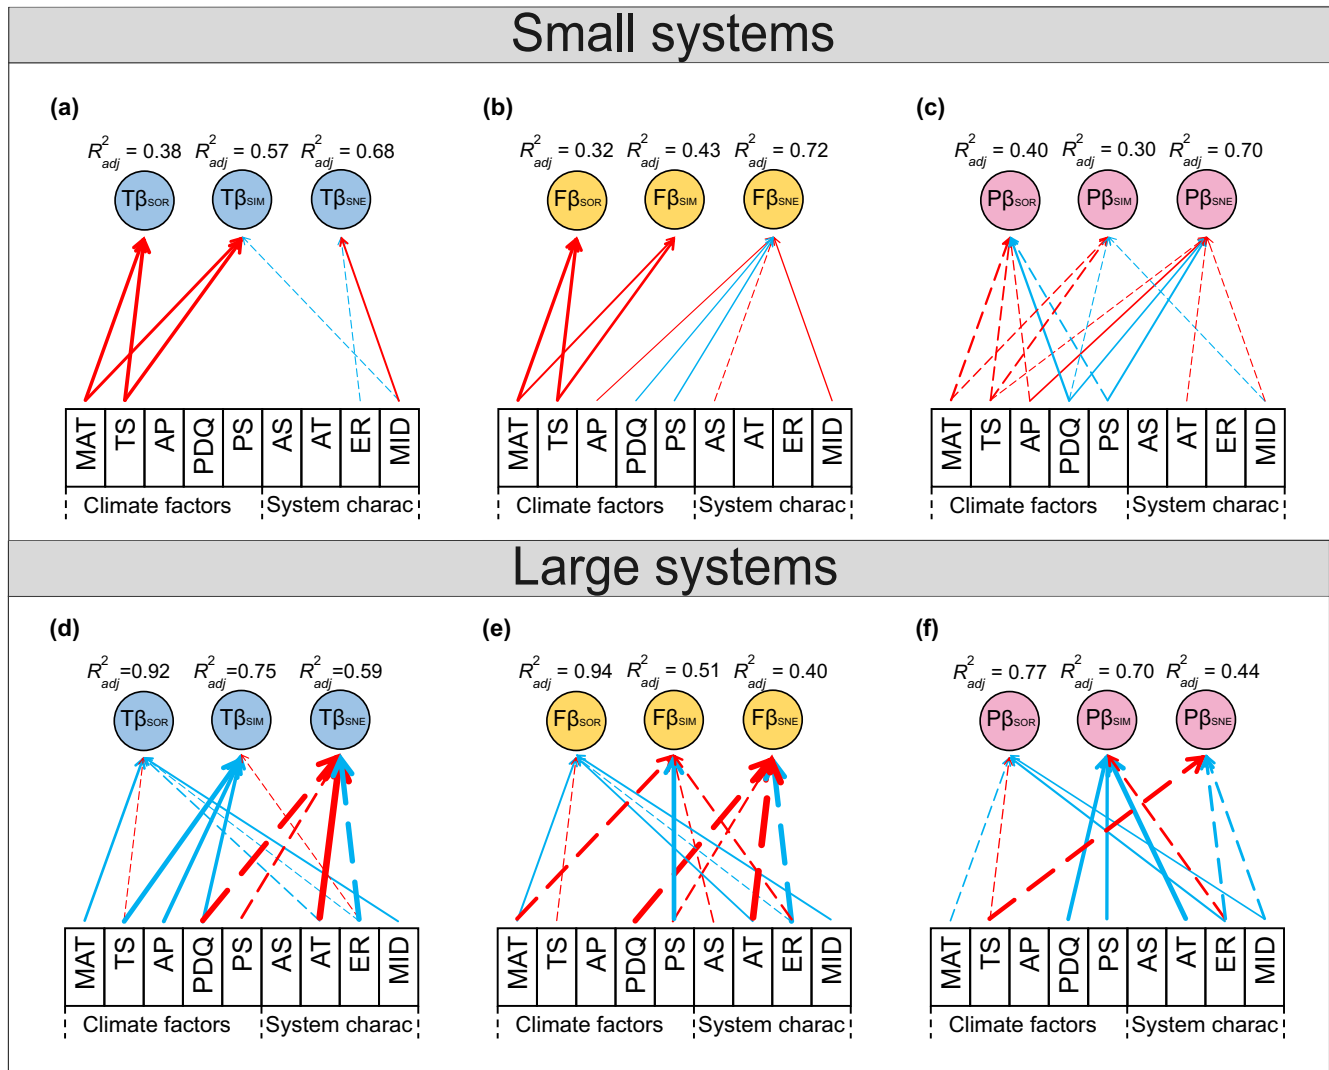 Small systems
(a) (b) (c)
R²adj = 0.38 R²adj = 0.57 R²adj = 0.68 R²adj = 0.32 R²adj = 0.43 R²adj = 0.72 R²adj = 0.40 R²adj = 0.30 R²adj = 0.70
TβSOR TβSIM TβSNE FβSOR FβSIM FβSNE PβSOR PβSIM PβSNE
MAT TS AP PDQ PS AS AT ER MID MAT TS AP PDQ PS AS AT ER MID MAT TS AP PDQ PS AS AT ER MID
Climate factors System charac Climate factors System charac Climate factors System charac
Large systems
(d) (e) (f)
R²adj =0.92 R²adj =0.75 R²adj =0.59 R²adj = 0.94 R²adj = 0.51 R²adj = 0.40 R²adj = 0.77 R²adj = 0.70 R²adj = 0.44
TβSOR TβSIM TβSNE FβSOR FβSIM FβSNE PβSOR PβSIM PβSNE
MAT TS AP PDQ PS AS AT ER MID MAT TS AP PDQ PS AS AT ER MID MAT TS AP PDQ PS AS AT ER MID
Climate factors System charac Climate factors System charac Climate factors System charac